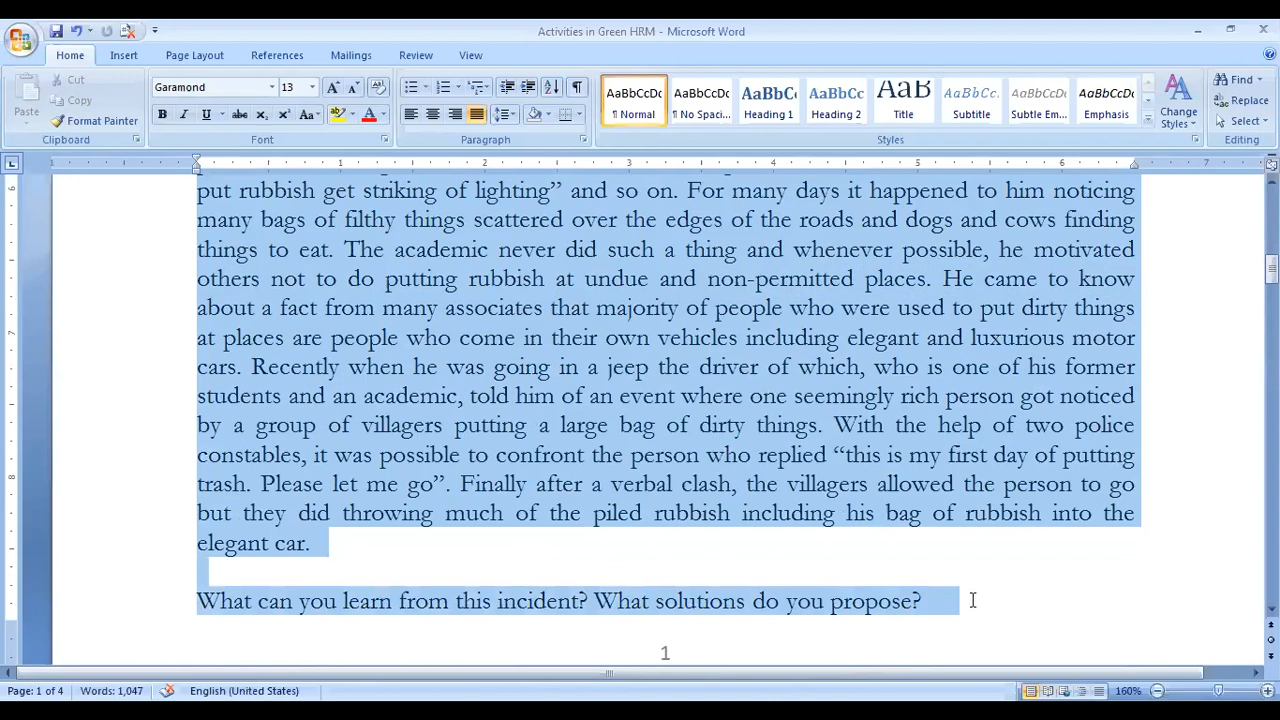 Activities in Green HRM - Microsoft Word
Home Insert Page Layout References Mailings Review View
Paste
Cut
Copy
Format Painter
Clipboard
Garamond 13
Font
Paragraph
AaBbCcDc AaBbCcDc AaBbC AaBbCc AaB AaBbCc. AaBbCcDc AaBbCcDc
¶ Normal ¶ No Spaci... Heading 1 Heading 2 Title Subtitle Subtle Em... Emphasis
Change
Styles
Styles
Find
Replace
Select
Editing
1 2 3 4 5 6 7
put rubbish get striking of lighting” and so on. For many days it happened to him noticing
many bags of filthy things scattered over the edges of the roads and dogs and cows finding
things to eat. The academic never did such a thing and whenever possible, he motivated
others not to do putting rubbish at undue and non-permitted places. He came to know
about a fact from many associates that majority of people who were used to put dirty things
at places are people who come in their own vehicles including elegant and luxurious motor
cars. Recently when he was going in a jeep the driver of which, who is one of his former
students and an academic, told him of an event where one seemingly rich person got noticed
by a group of villagers putting a large bag of dirty things. With the help of two police
constables, it was possible to confront the person who replied “this is my first day of putting
trash. Please let me go”. Finally after a verbal clash, the villagers allowed the person to go
but they did throwing much of the piled rubbish including his bag of rubbish into the
elegant car.
What can you learn from this incident? What solutions do you propose?
1
Page: 1 of 4 Words: 1,047 English (United States) 160%